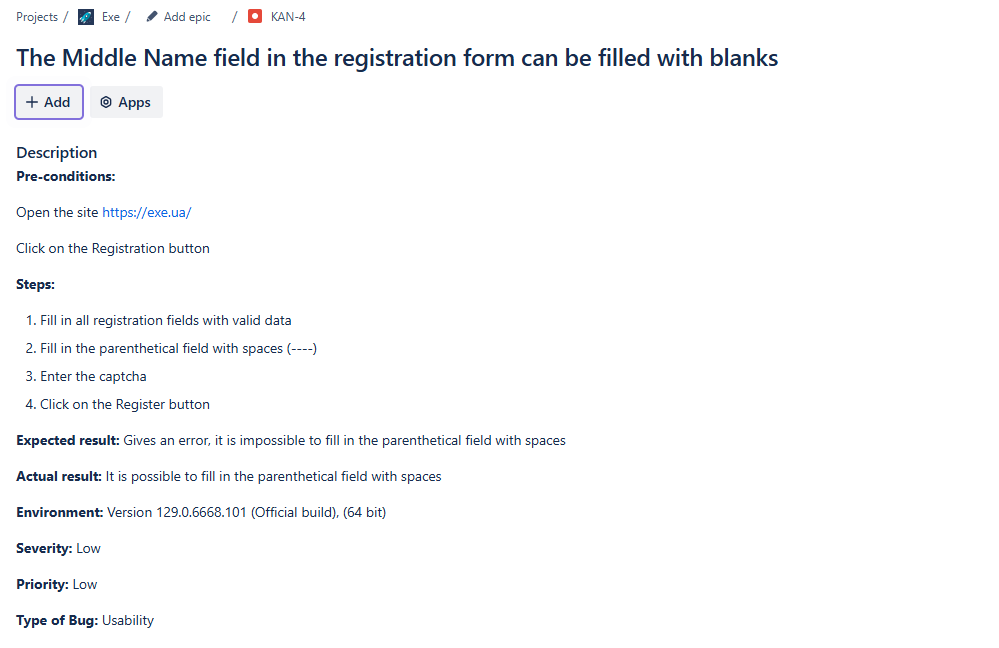 Projects / Exe / Add epic / KAN-4
The Middle Name field in the registration form can be filled with blanks
+ Add Apps
Description
Pre-conditions:
Open the site https://exe.ua/
Click on the Registration button
Steps:
1. Fill in all registration fields with valid data
2. Fill in the parenthetical field with spaces (----)
3. Enter the captcha
4. Click on the Register button
Expected result: Gives an error, it is impossible to fill in the parenthetical field with spaces
Actual result: It is possible to fill in the parenthetical field with spaces
Environment: Version 129.0.6668.101 (Official build), (64 bit)
Severity: Low
Priority: Low
Type of Bug: Usability